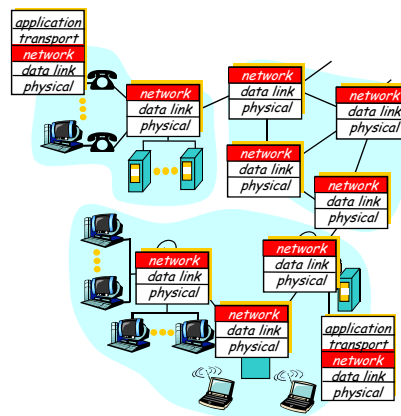 application
transport
network
data link
physical
network
data link
physical
network
data link
physical
network
data link
physical
network
data link
physical
network
data link
physical
network
data link
physical
network
data link
physical
network
data link
physical
application
transport
network
data link
physical